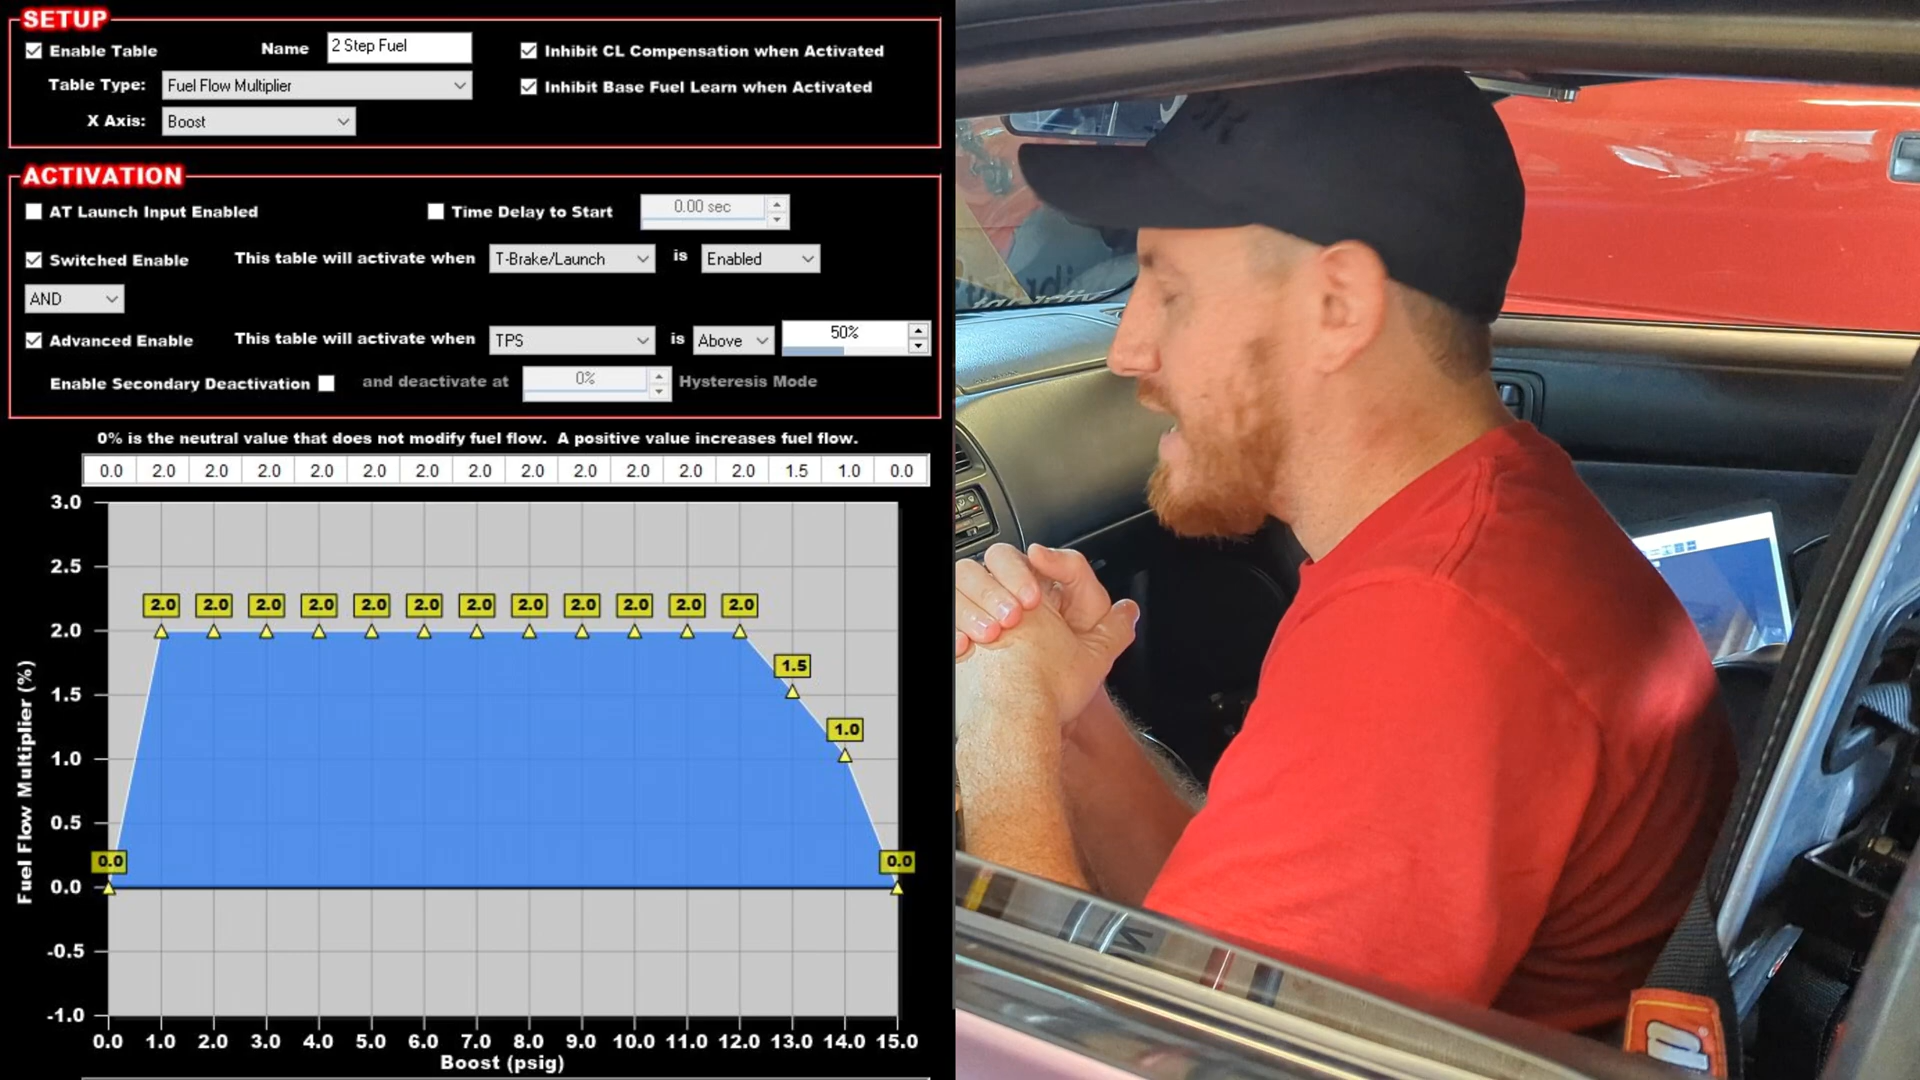 SETUP
Enable Table Name 2 Step Fuel Inhibit CL Compensation when Activated
Table Type: Fuel Flow Multiplier Inhibit Base Fuel Learn when Activated
X Axis: Boost
ACTIVATION
AT Launch Input Enabled Time Delay to Start 0.00 sec
Switched Enable This table will activate when T-Brake/Launch is Enabled
AND
Advanced Enable This table will activate when TPS is Above 50%
Enable Secondary Deactivation and deactivate at 0% Hysteresis Mode
0% is the neutral value that does not modify fuel flow. A positive value increases fuel flow.
0.0 2.0 2.0 2.0 2.0 2.0 2.0 2.0 2.0 2.0 2.0 2.0 2.0 1.5 1.0 0.0
3.0
2.5
2.0 2.0 2.0 2.0 2.0 2.0 2.0 2.0 2.0 2.0 2.0 2.0
2.0
1.5
1.5
1.0
1.0
0.5
0.0 0.0
0.0
-0.5
-1.0
Fuel Flow Multiplier (%)
0.0 1.0 2.0 3.0 4.0 5.0 6.0 7.0 8.0 9.0 10.0 11.0 12.0 13.0 14.0 15.0
Boost (psig)